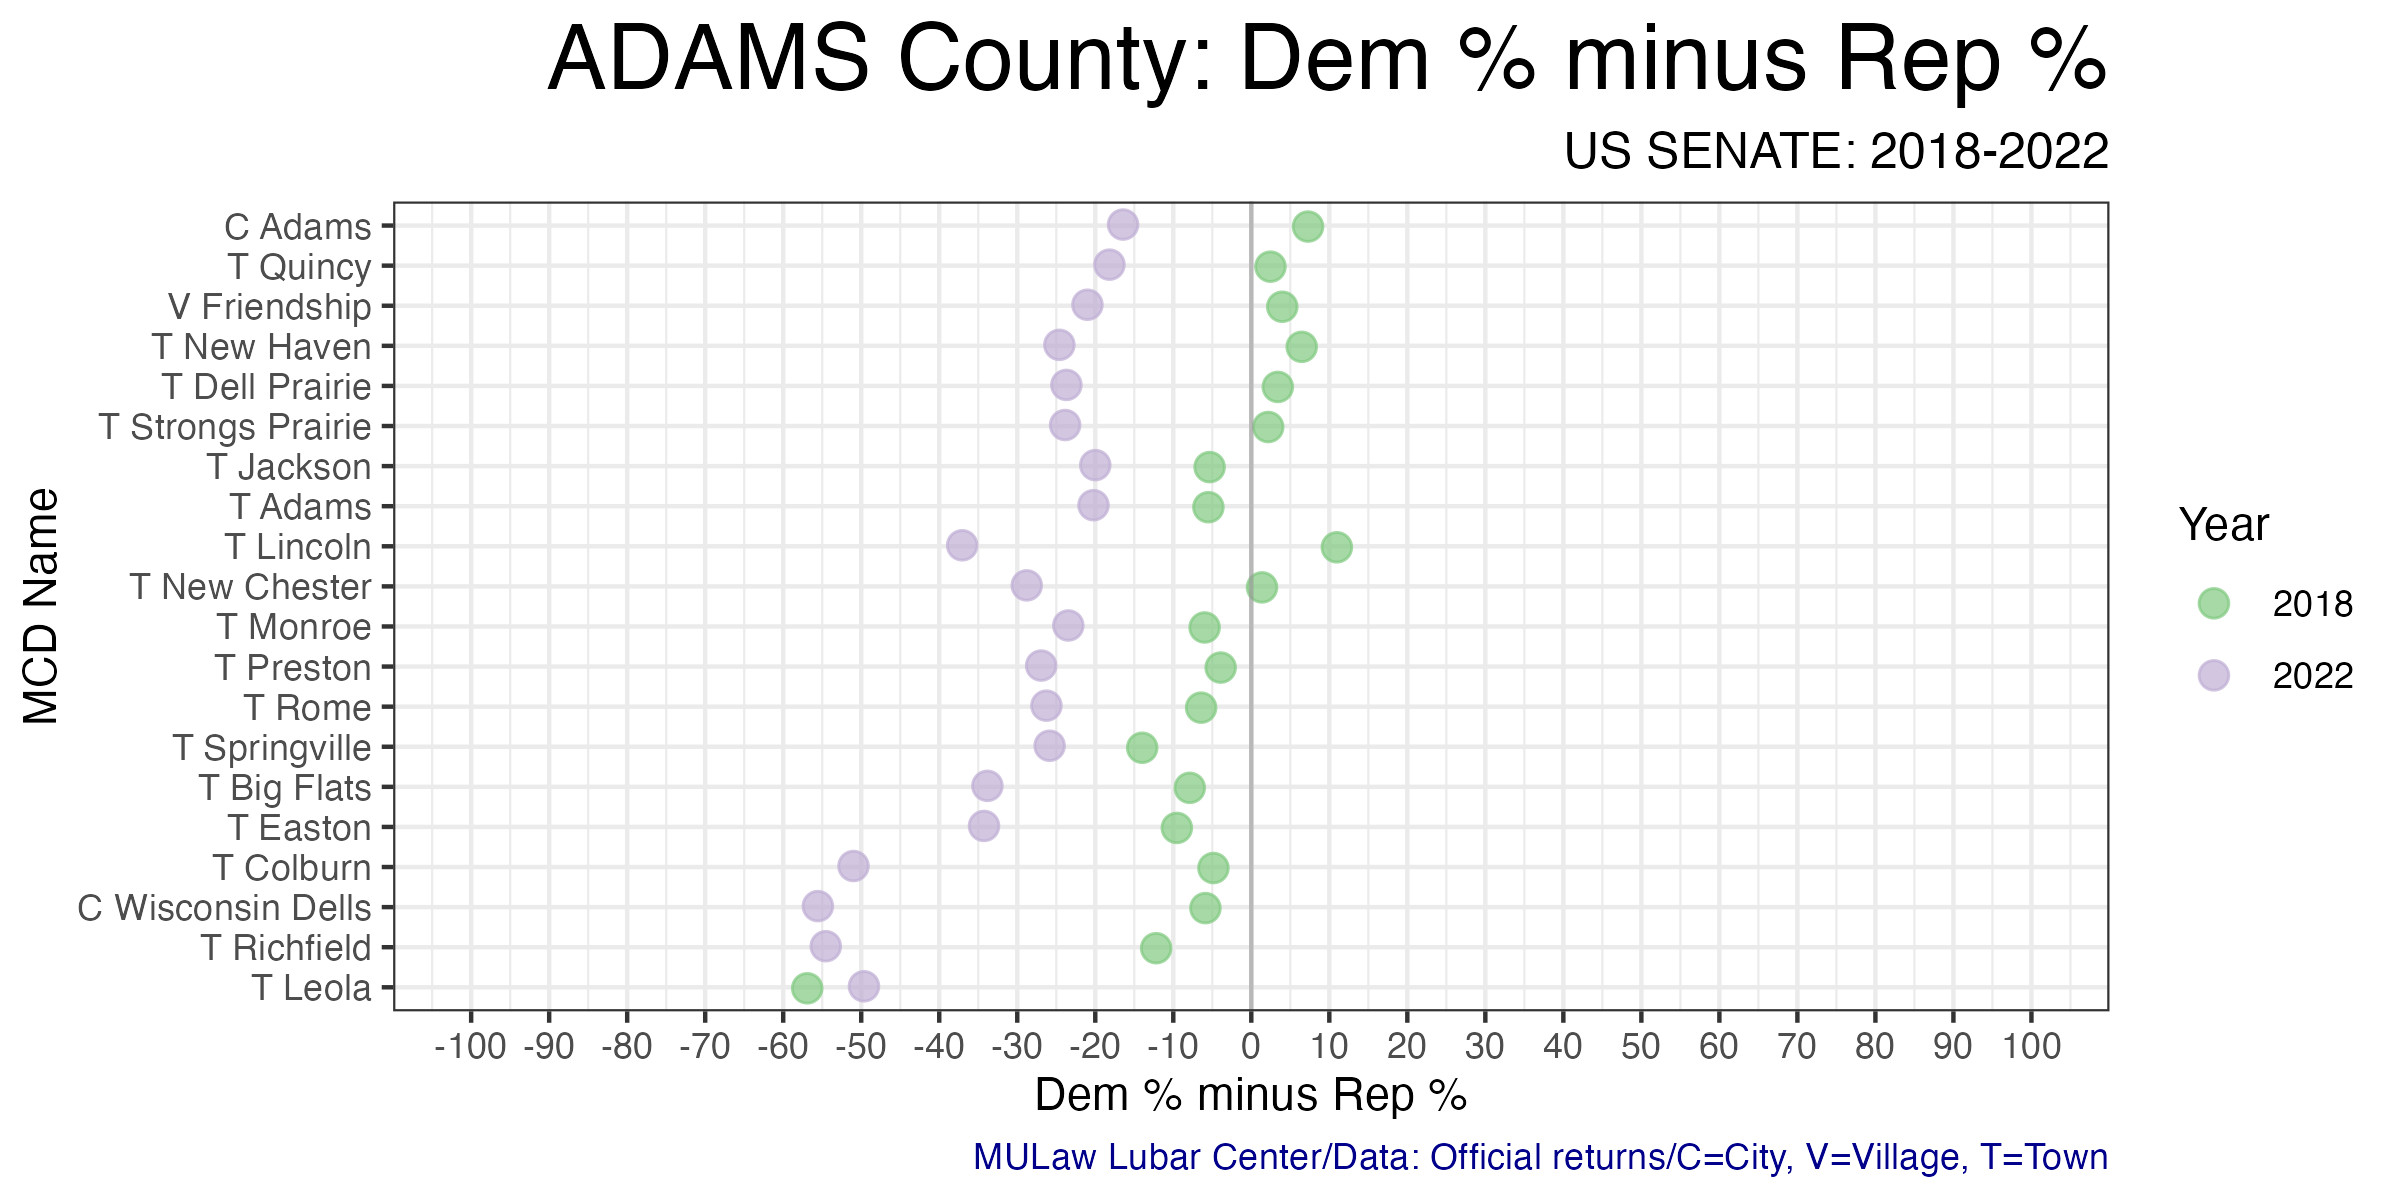 ADAMS County: Dem % minus Rep %
US SENATE: 2018-2022
MCD Name
C Adams
T Quincy
V Friendship
T New Haven
T Dell Prairie
T Strongs Prairie
T Jackson
T Adams
T Lincoln
T New Chester
T Monroe
T Preston
T Rome
T Springville
T Big Flats
T Easton
T Colburn
C Wisconsin Dells
T Richfield
T Leola
-100 -90 -80 -70 -60 -50 -40 -30 -20 -10 0 10 20 30 40 50 60 70 80 90 100
Dem % minus Rep %
Year
2018
2022
MULaw Lubar Center/Data: Official returns/C=City, V=Village, T=Town